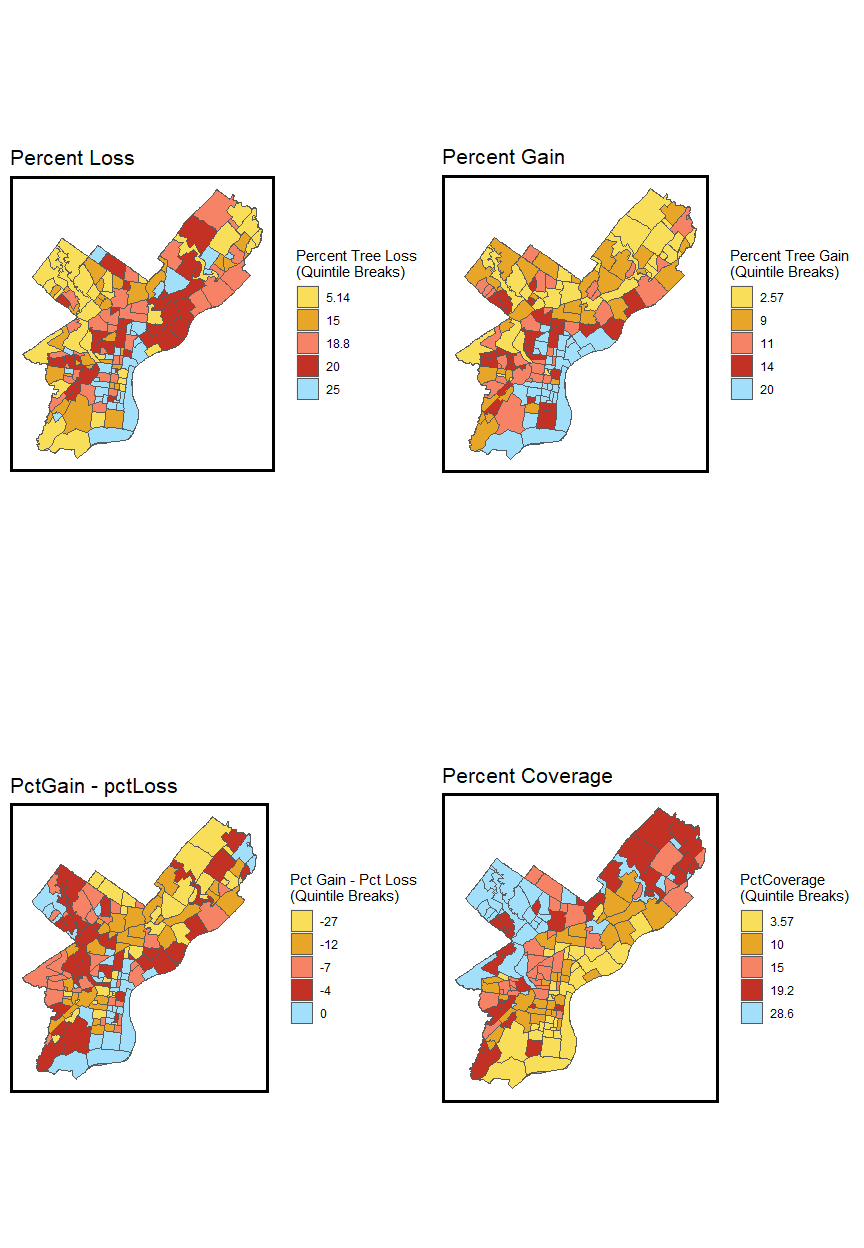 Percent Loss
Percent Tree Loss
(Quintile Breaks)
5.14
15
18.8
20
25
Percent Gain
Percent Tree Gain
(Quintile Breaks)
2.57
9
11
14
20
PctGain - pctLoss
Pct Gain - Pct Loss
(Quintile Breaks)
-27
-12
-7
-4
0
Percent Coverage
PctCoverage
(Quintile Breaks)
3.57
10
15
19.2
28.6